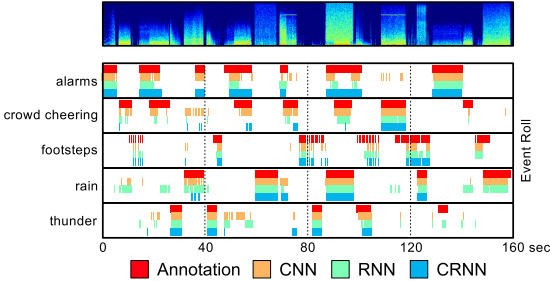 alarms
crowd cheering
footsteps
rain
thunder
Event Roll
0 40 80 120 160 sec
Annotation CNN RNN CRNN